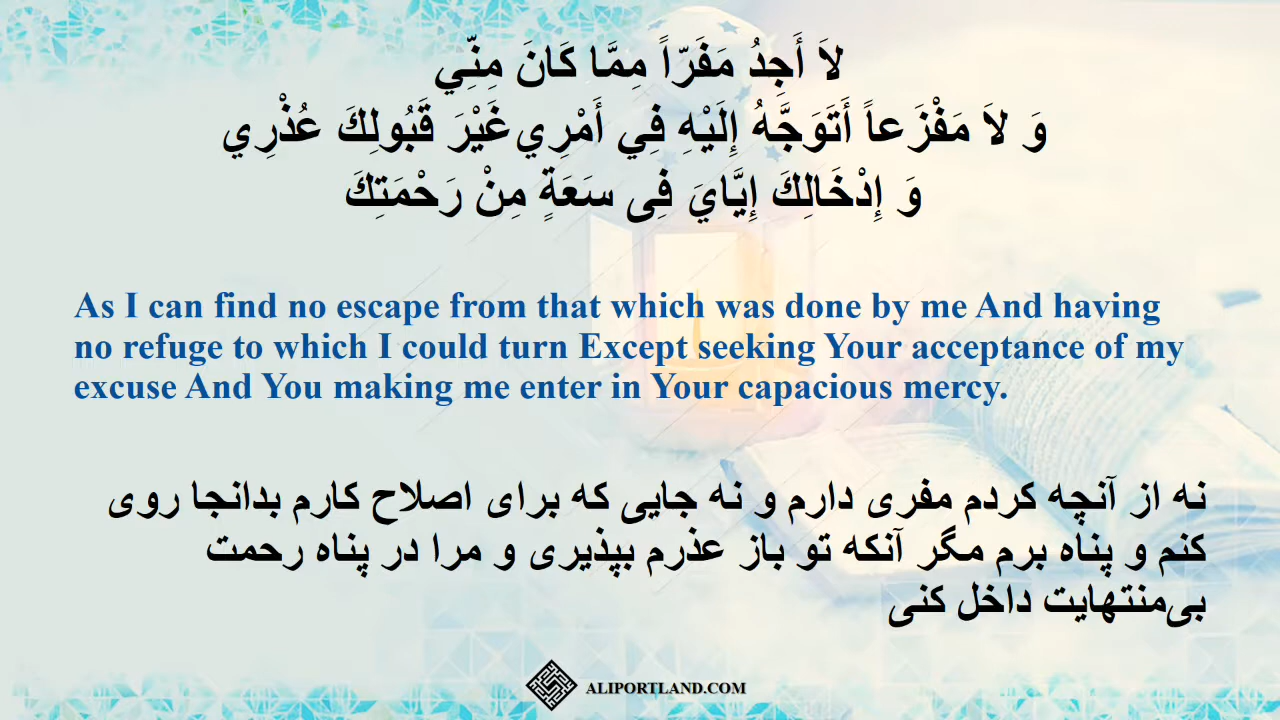 لاَ أَجِدُ مَفَرّاً مِمَّا كَانَ مِنِّي
وَ لاَ مَفْزَعاً أَتَوَجَّهُ إِلَيْهِ فِي أَمْرِي غَيْرَ قَبُولِكَ عُذْرِي
وَ إِدْخَالِكَ إِيَّايَ فِى سَعَةٍ مِنْ رَحْمَتِكَ
As I can find no escape from that which was done by me And having
no refuge to which I could turn Except seeking Your acceptance of my
excuse And You making me enter in Your capacious mercy.
نه از آنچه کردم مفری دارم و نه جایی که برای اصلاح کارم بدانجا روی
کنم و پناه برم مگر آنکه تو باز عذرم بپذیری و مرا در پناه رحمت
بی‌منتهایت داخل کنی
ALIPORTLAND.COM